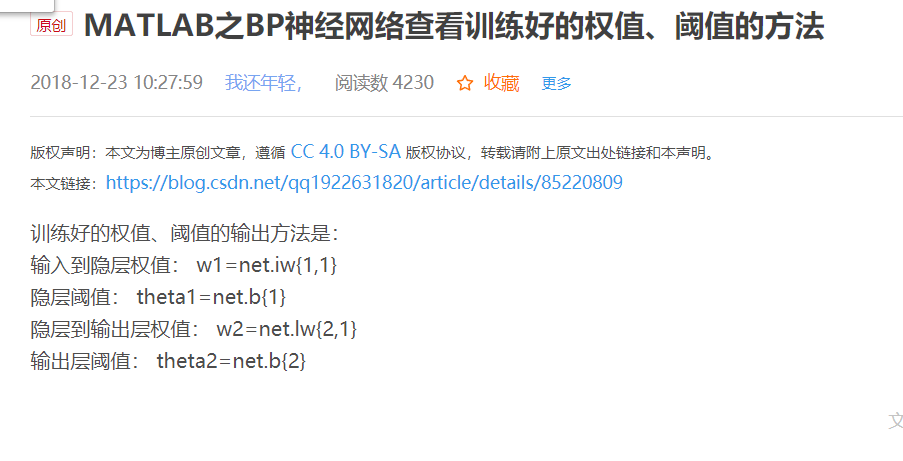 原创 MATLAB之BP神经网络查看训练好的权值、阈值的方法
2018-12-23 10:27:59 我还年轻， 阅读数 4230 收藏 更多
版权声明：本文为博主原创文章，遵循 CC 4.0 BY-SA 版权协议，转载请附上原文出处链接和本声明。
本文链接：https://blog.csdn.net/qq1922631820/article/details/85220809
训练好的权值、阈值的输出方法是：
输入到隐层权值： w1=net.iw{1,1}
隐层阈值： theta1=net.b{1}
隐层到输出层权值： w2=net.lw{2,1}
输出层阈值： theta2=net.b{2}
文